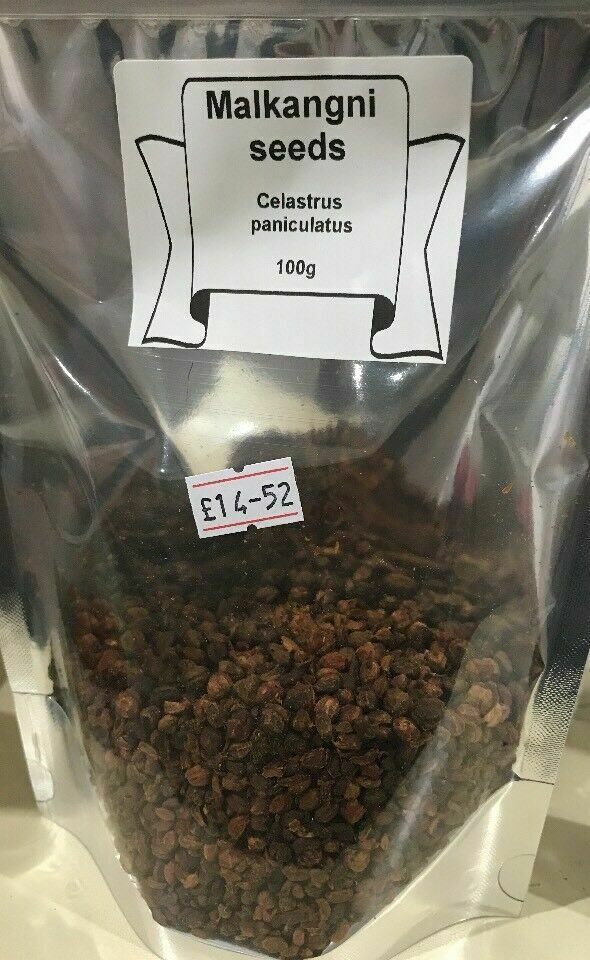 Malkangni
seeds
Celastrus
paniculatus
100g
£14-52